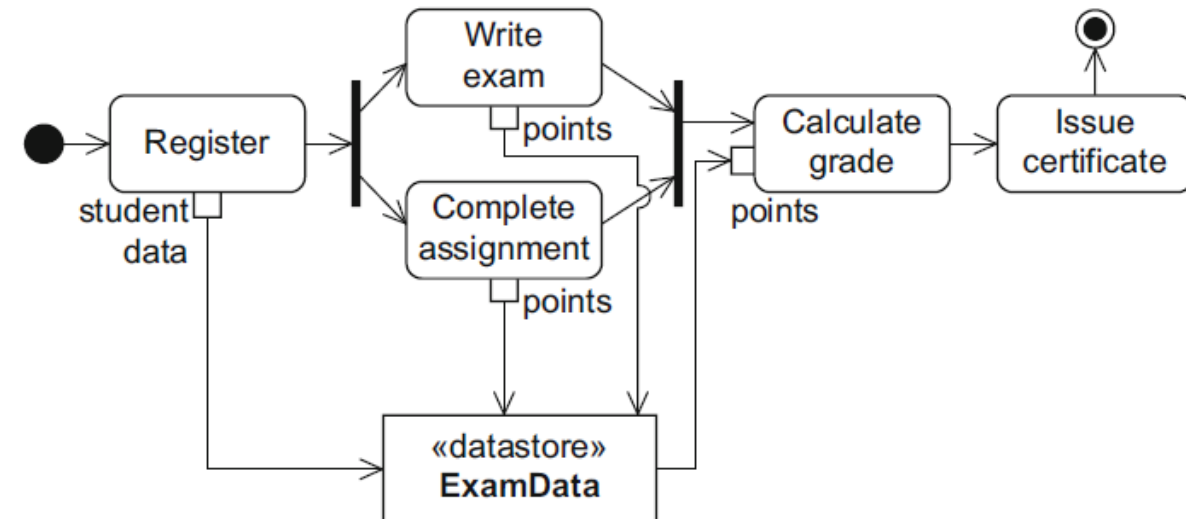 Write
exam
points
Register
student
data
Complete
assignment
points
Calculate
grade
points
Issue
certificate
«datastore»
ExamData